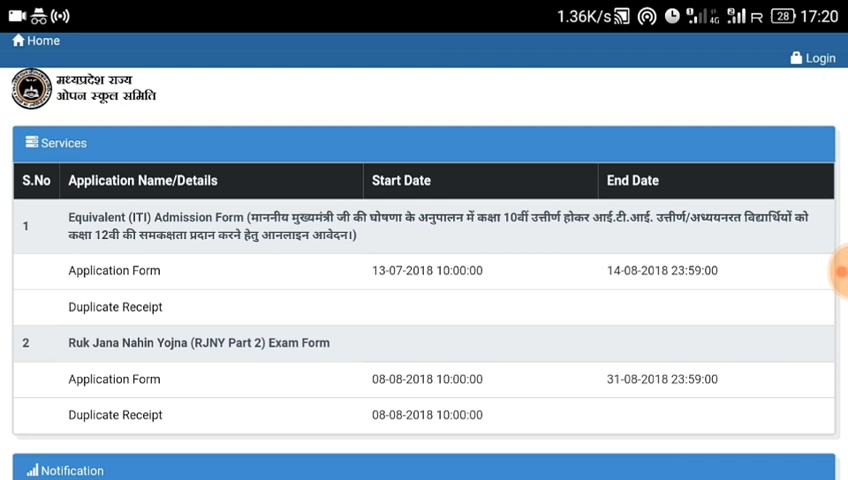 1.36K/s 4G R 28 17:20
Home
Login
मध्यप्रदेश राज्य
ओपन स्कूल समिति
Services
S.No Application Name/Details Start Date End Date
1 Equivalent (ITI) Admission Form (माननीय मुख्यमंत्री जी की घोषणा के अनुपालन में कक्षा 10वीं उत्तीर्ण होकर आई.टी.आई. उत्तीर्ण/अध्ययनरत विद्यार्थियों को
कक्षा 12वी की समकक्षता प्रदान करने हेतु आनलाइन आवेदन।)
Application Form 13-07-2018 10:00:00 14-08-2018 23:59:00
Duplicate Receipt
2 Ruk Jana Nahin Yojna (RJNY Part 2) Exam Form
Application Form 08-08-2018 10:00:00 31-08-2018 23:59:00
Duplicate Receipt 08-08-2018 10:00:00
Notification